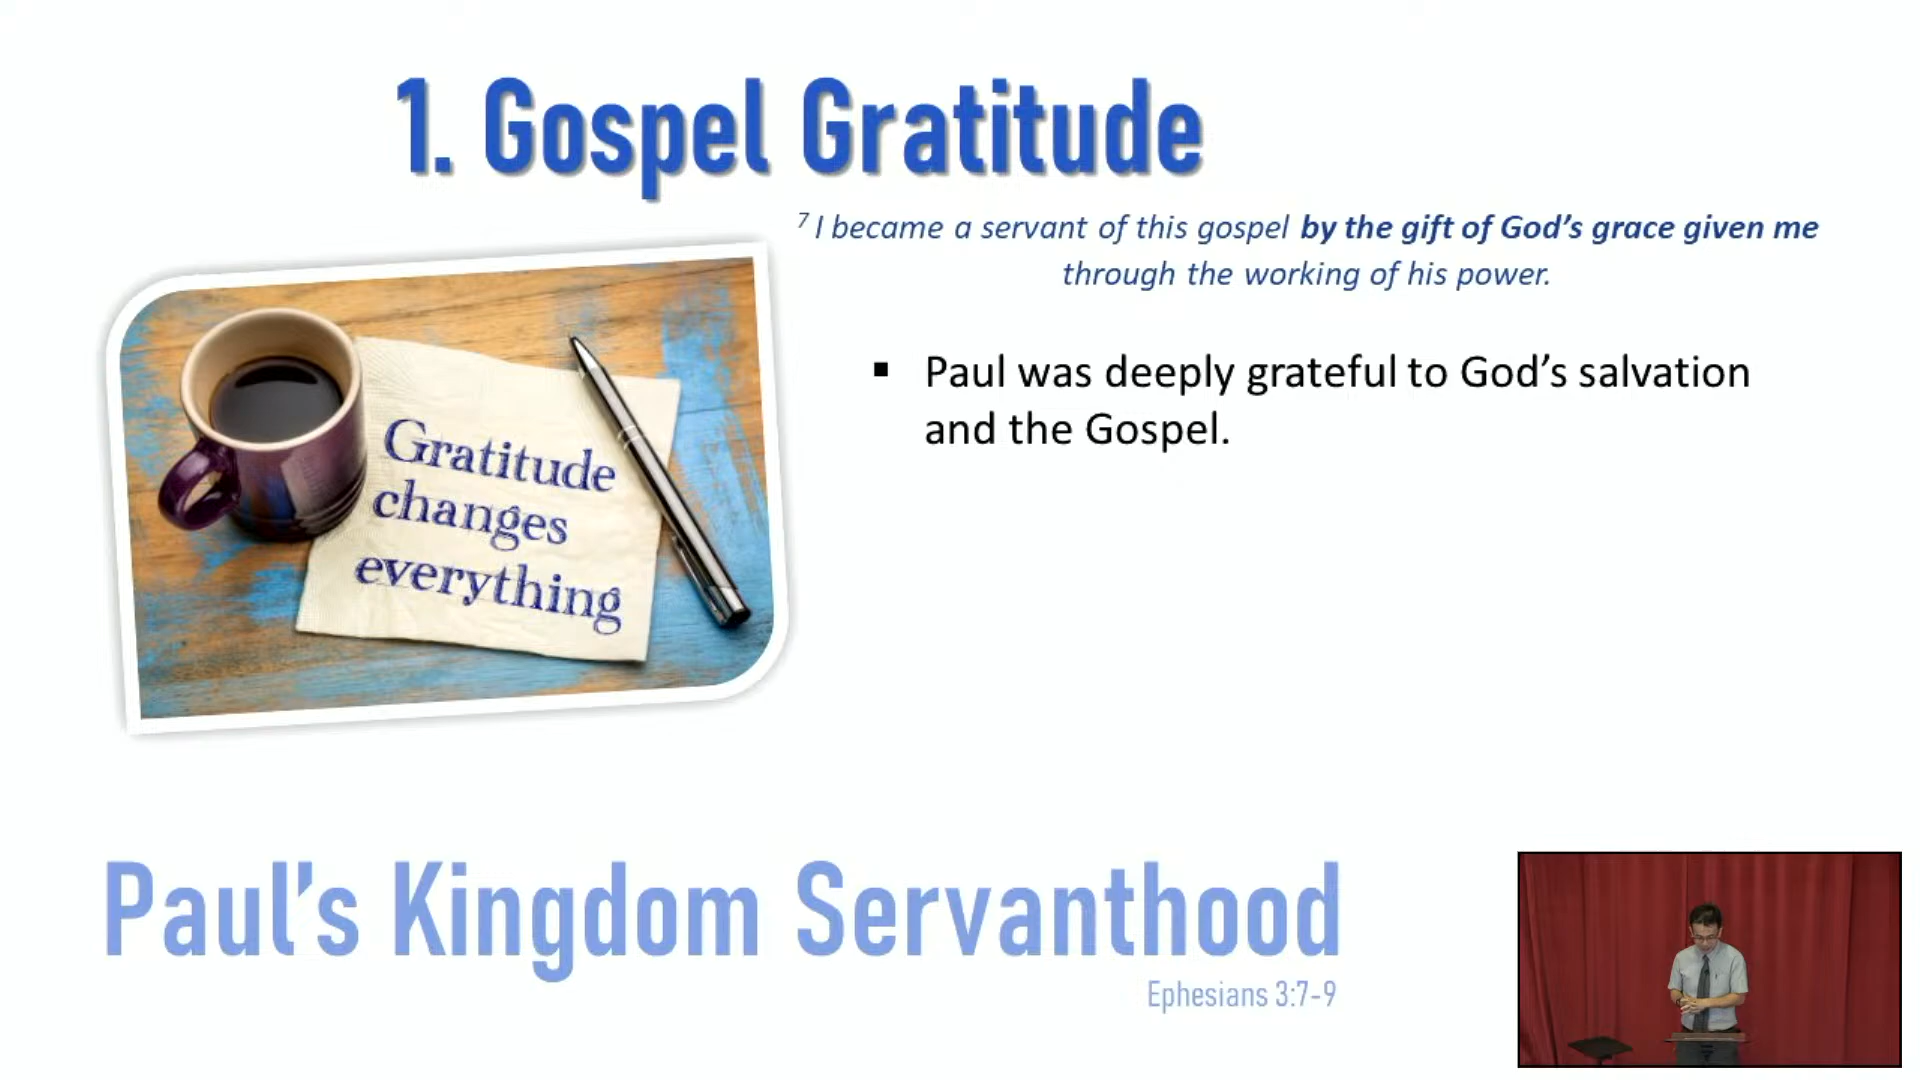 1. Gospel Gratitude
⁷ I became a servant of this gospel by the gift of God's grace given me
through the working of his power.
▪ Paul was deeply grateful to God's salvation
and the Gospel.
Gratitude
changes
everything
Paul's Kingdom Servanthood
Ephesians 3:7-9